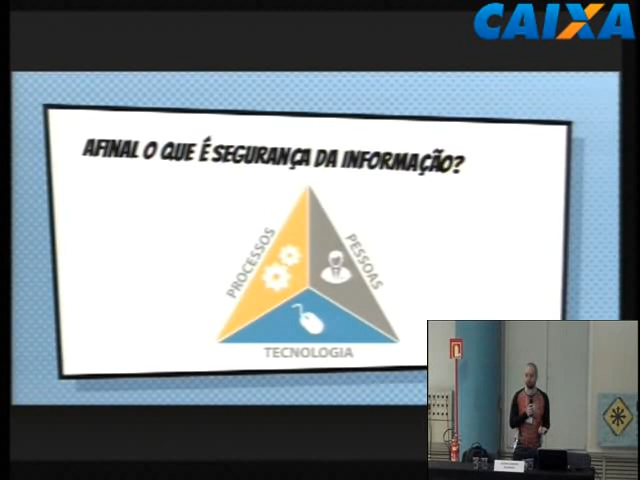 CAIXA
AFINAL O QUE É SEGURANÇA DA INFORMAÇÃO?
PROCESSOS
PESSOAS
TECNOLOGIA